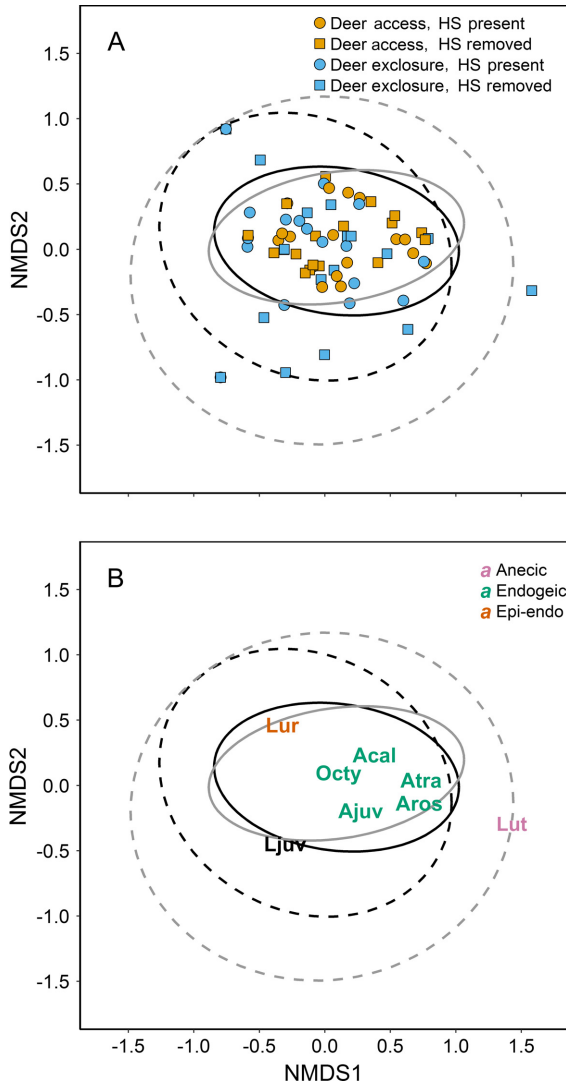 A
Deer access, HS present
Deer access, HS removed
Deer exclosure, HS present
Deer exclosure, HS removed
1.5
1.0
0.5
0.0
-0.5
-1.0
-1.5
NMDS2
B
a Anecic
a Endogeic
a Epi-endo
1.5
1.0
0.5
0.0
-0.5
-1.0
-1.5
NMDS2
Lur
Acal
Octy
Atra
Aros
Ajuv
Lut
Ljuv
-1.5 -1.0 -0.5 0.0 0.5 1.0 1.5
NMDS1